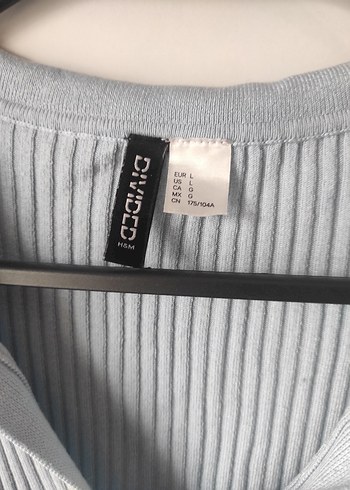 DIVIDED
H&M
EUR L
US L
CA G
MX G
CN 175/104A